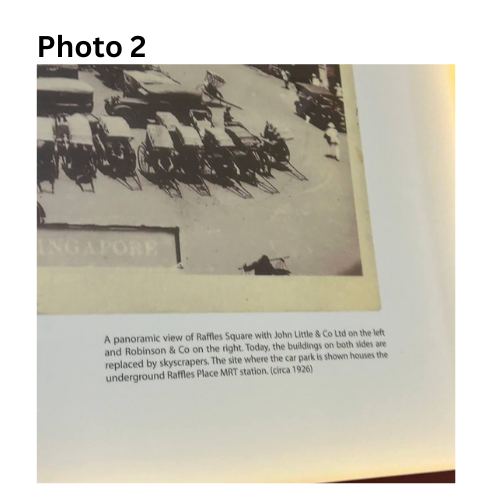 Photo 2
INGAPORE
A panoramic view of Raffles Square with John Little & Co Ltd on the left
and Robinson & Co on the right. Today, the buildings on both sides are
replaced by skyscrapers. The site where the car park is shown houses the
underground Raffles Place MRT station. (circa 1926)